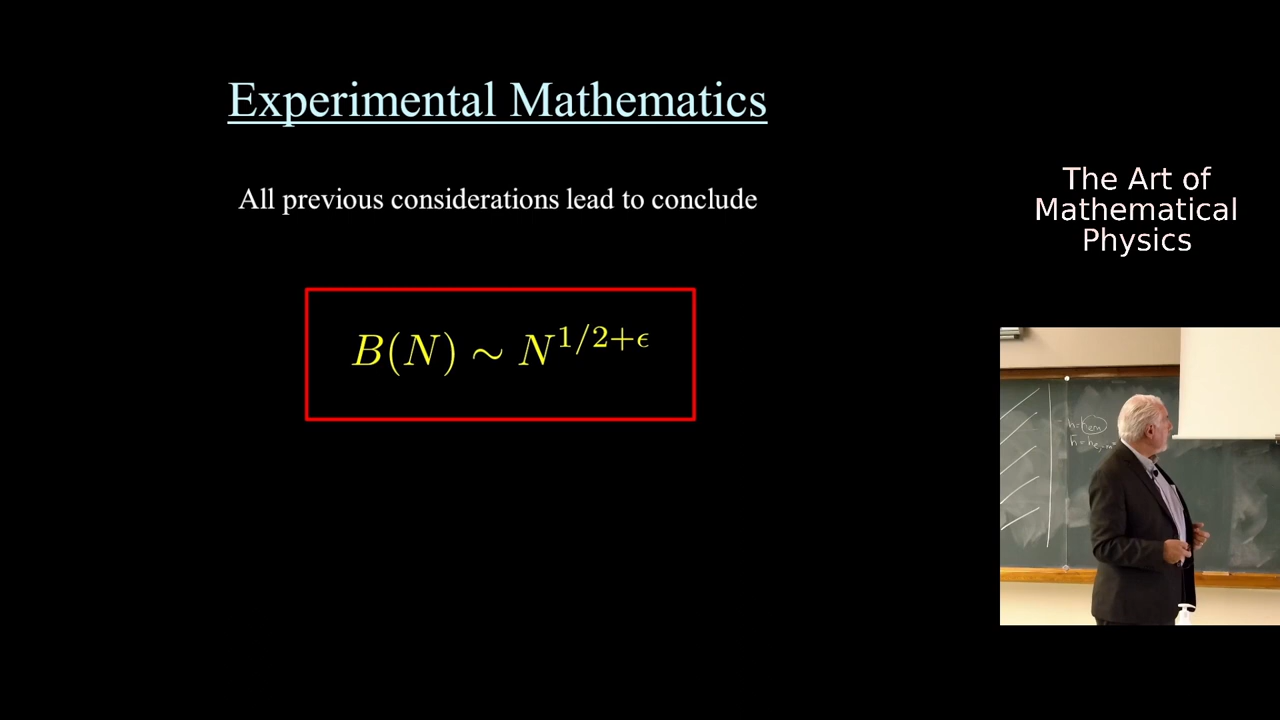 Experimental Mathematics
All previous considerations lead to conclude
B(N) ∼ N^{1/2+ϵ}
The Art of
Mathematical
Physics